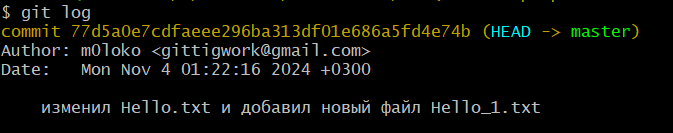 $ git log
commit 77d5a0e7cdfaeee296ba313df01e686a5fd4e74b (HEAD -> master)
Author: m0loko <gittigwork@gmail.com>
Date:   Mon Nov 4 01:22:16 2024 +0300
изменил Hello.txt и добавил новый файл Hello_1.txt